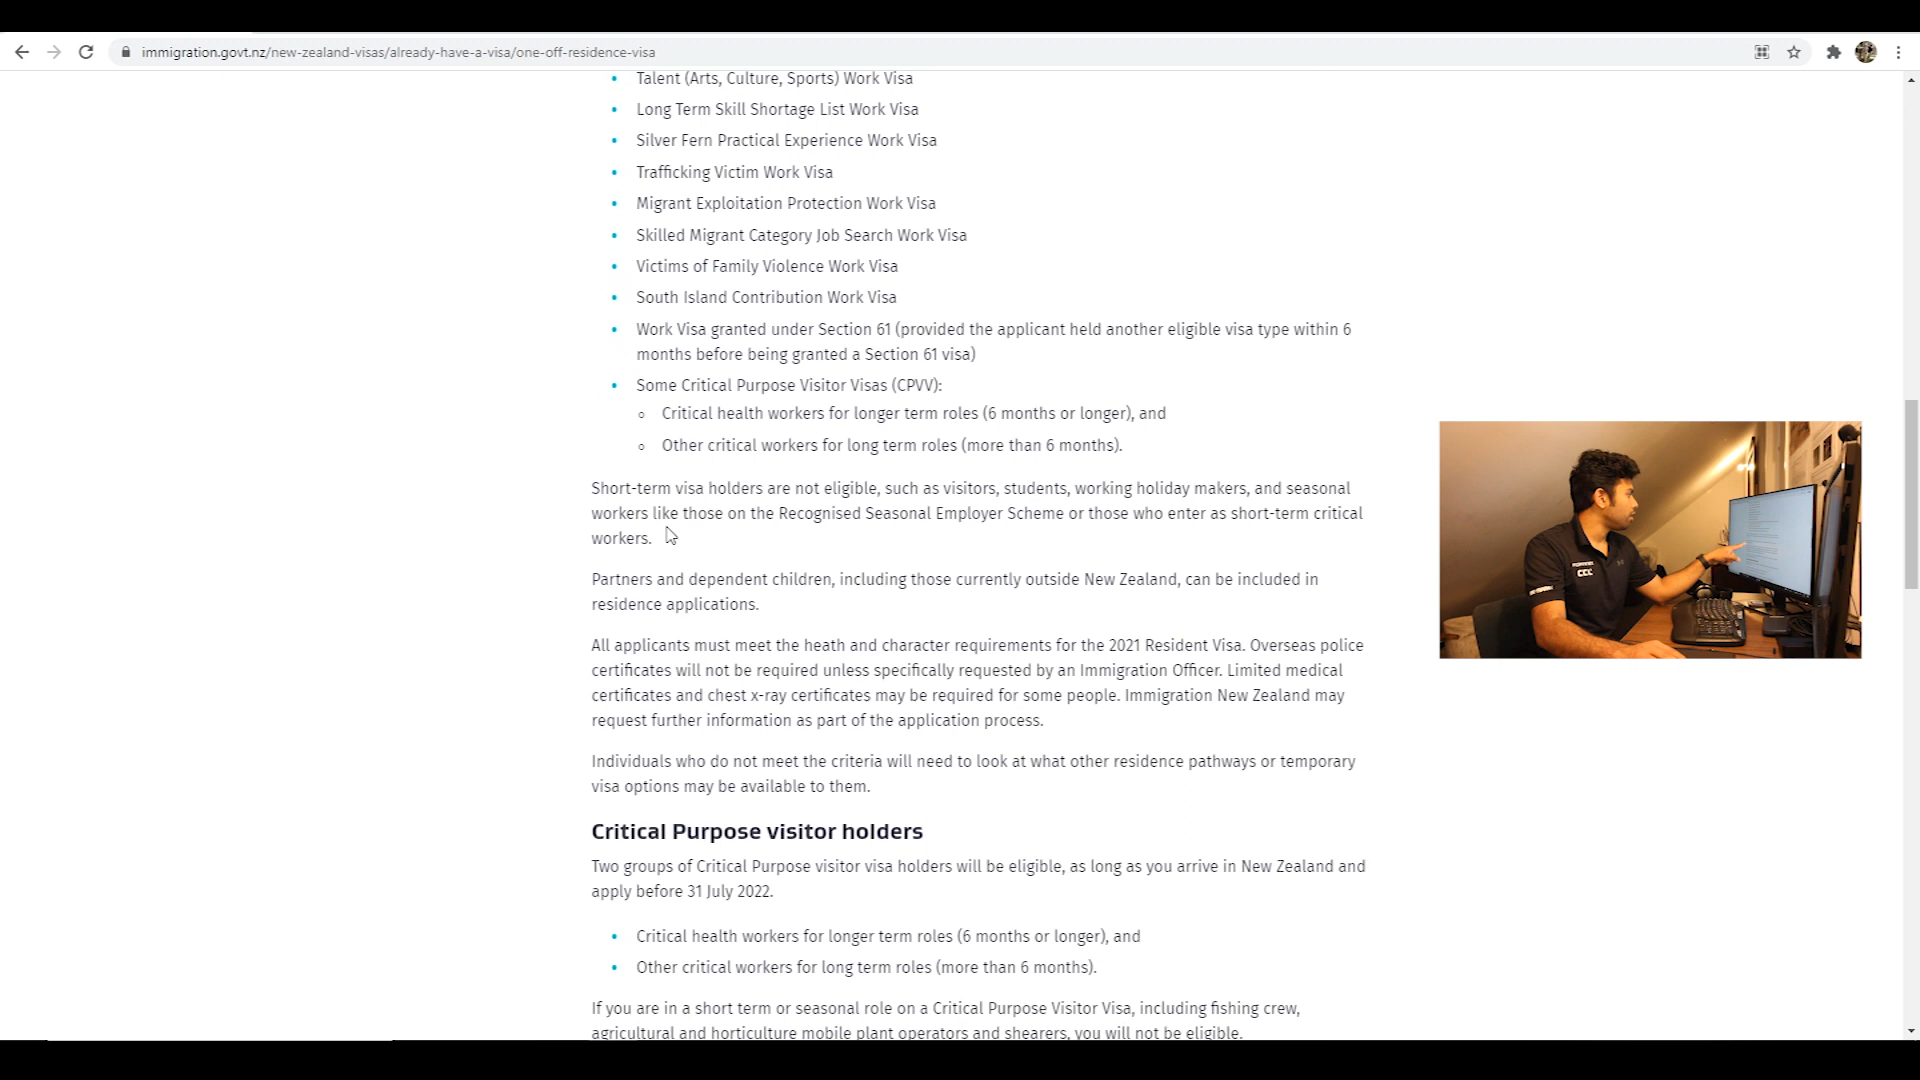 immigration.govt.nz/new-zealand-visas/already-have-a-visa/one-off-residence-visa
Talent (Arts, Culture, Sports) Work Visa
Long Term Skill Shortage List Work Visa
Silver Fern Practical Experience Work Visa
Trafficking Victim Work Visa
Migrant Exploitation Protection Work Visa
Skilled Migrant Category Job Search Work Visa
Victims of Family Violence Work Visa
South Island Contribution Work Visa
Work Visa granted under Section 61 (provided the applicant held another eligible visa type within 6
months before being granted a Section 61 visa)
Some Critical Purpose Visitor Visas (CPVV):
Critical health workers for longer term roles (6 months or longer), and
Other critical workers for long term roles (more than 6 months).
Short-term visa holders are not eligible, such as visitors, students, working holiday makers, and seasonal
workers like those on the Recognised Seasonal Employer Scheme or those who enter as short-term critical
workers.
Partners and dependent children, including those currently outside New Zealand, can be included in
residence applications.
All applicants must meet the heath and character requirements for the 2021 Resident Visa. Overseas police
certificates will not be required unless specifically requested by an Immigration Officer. Limited medical
certificates and chest x-ray certificates may be required for some people. Immigration New Zealand may
request further information as part of the application process.
Individuals who do not meet the criteria will need to look at what other residence pathways or temporary
visa options may be available to them.
Critical Purpose visitor holders
Two groups of Critical Purpose visitor visa holders will be eligible, as long as you arrive in New Zealand and
apply before 31 July 2022.
Critical health workers for longer term roles (6 months or longer), and
Other critical workers for long term roles (more than 6 months).
If you are in a short term or seasonal role on a Critical Purpose Visitor Visa, including fishing crew,
agricultural and horticulture mobile plant operators and shearers, you will not be eligible.
CCC